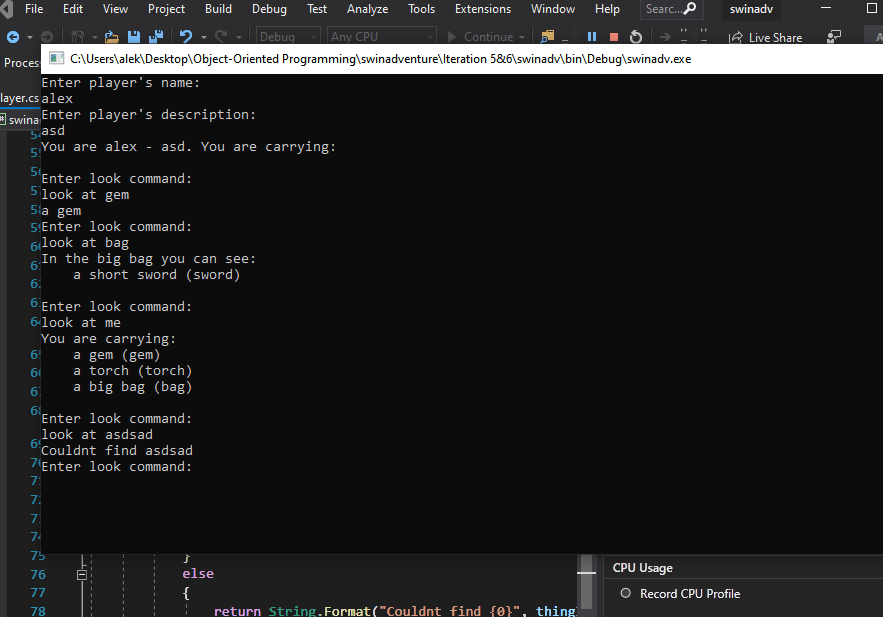 File Edit View Project Build Debug Test Analyze Tools Extensions Window Help Searc... swinadv
Debug Any CPU Continue Live Share
Proces
C:\Users\alek\Desktop\Object-Oriented Programming\swinadventure\Iteration 5&6\swinadv\bin\Debug\swinadv.exe
layer.cs
swina
Enter player's name:
alex
Enter player's description:
asd
You are alex - asd. You are carrying:
Enter look command:
look at gem
a gem
Enter look command:
look at bag
In the big bag you can see:
a short sword (sword)
Enter look command:
look at me
You are carrying:
a gem (gem)
a torch (torch)
a big bag (bag)
Enter look command:
look at asdsad
Couldnt find asdsad
Enter look command:
75 }
76 else
77 {
78 return String.Format("Couldnt find {0}", thing
CPU Usage
Record CPU Profile